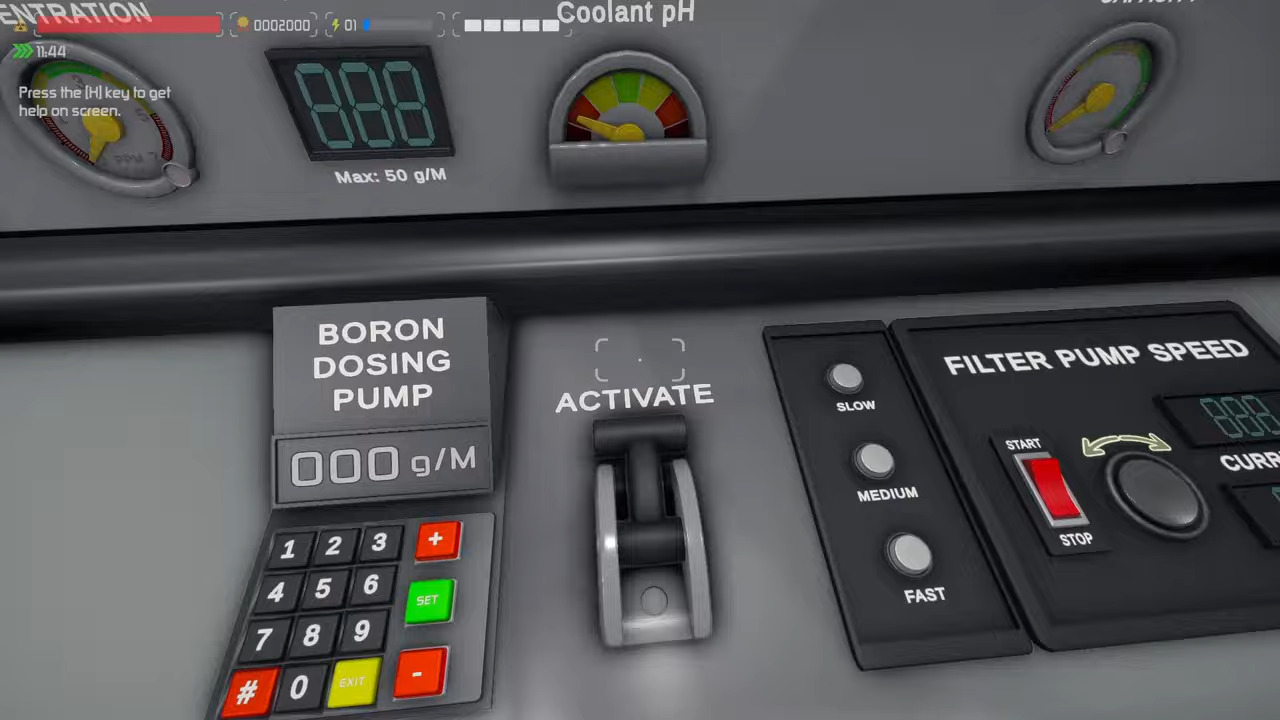 ENTRATION
0002000
01
Coolant pH
11:44
Press the [H] key to get
help on screen.
888
Max: 50 g/M
BORON
DOSING
PUMP
000 g/M
ACTIVATE
1 2 3 +
4 5 6 SET
7 8 9 -
# 0 EXIT
SLOW
MEDIUM
FAST
FILTER PUMP SPEED
START
STOP
888
CURR